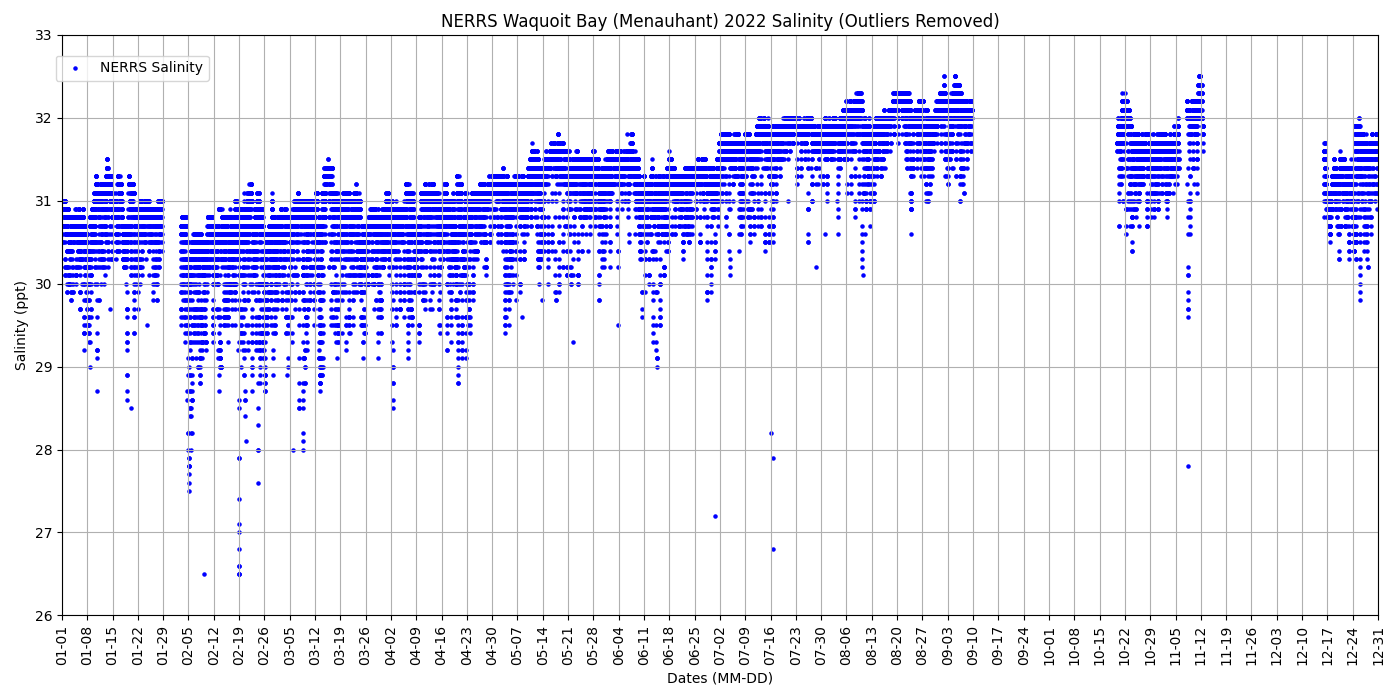 NERRS Waquoit Bay (Menauhant) 2022 Salinity (Outliers Removed)
NERRS Salinity
Salinity (ppt)
33
32
31
30
29
28
27
26
01-01 01-08 01-15 01-22 01-29 02-05 02-12 02-19 02-26 03-05 03-12 03-19 03-26 04-02 04-09 04-16 04-23 04-30 05-07 05-14 05-21 05-28 06-04 06-11 06-18 06-25 07-02 07-09 07-16 07-23 07-30 08-06 08-13 08-20 08-27 09-03 09-10 09-17 09-24 10-01 10-08 10-15 10-22 10-29 11-05 11-12 11-19 11-26 12-03 12-10 12-17 12-24 12-31
Dates (MM-DD)